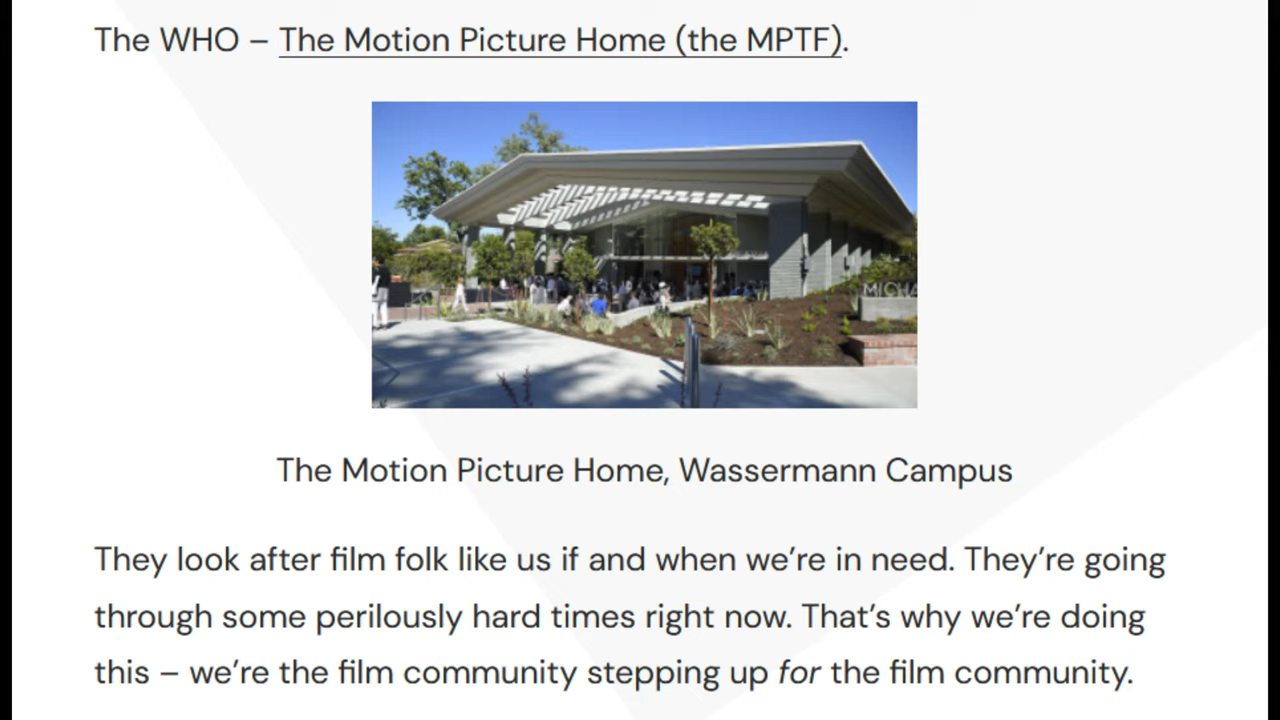 The WHO – The Motion Picture Home (the MPTF).
MICHA
The Motion Picture Home, Wassermann Campus
They look after film folk like us if and when we’re in need. They’re going
through some perilously hard times right now. That’s why we’re doing
this – we’re the film community stepping up for the film community.